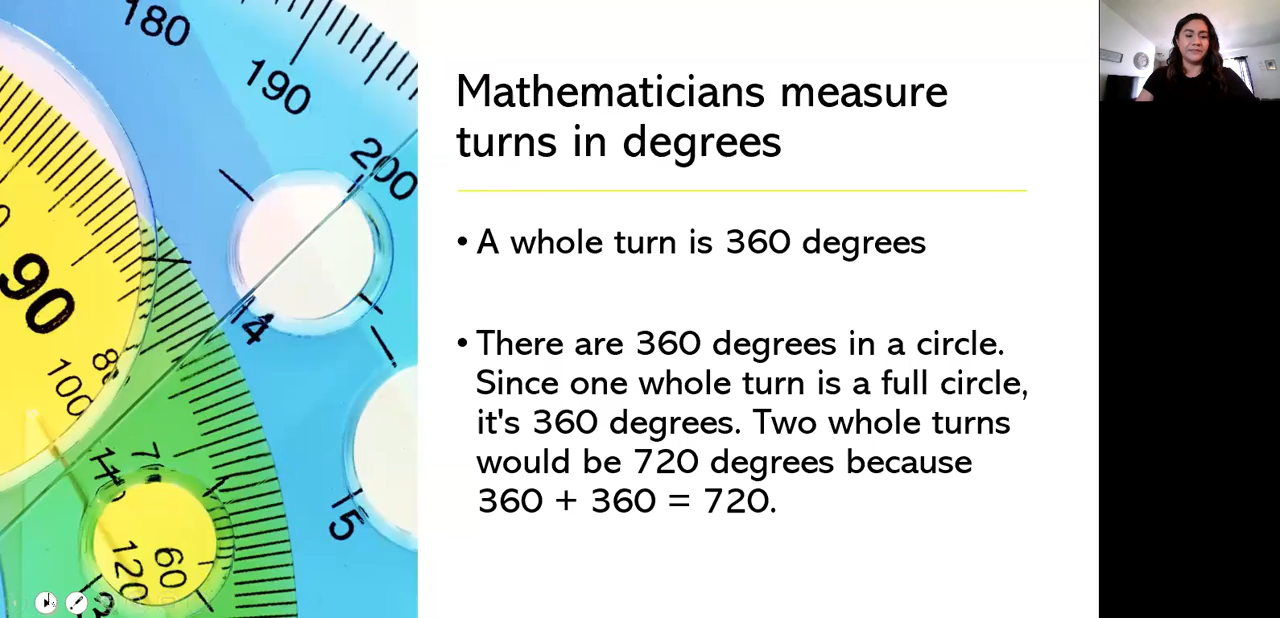 180
190
200
90
100
14
15
60
120
Mathematicians measure
turns in degrees
• A whole turn is 360 degrees
• There are 360 degrees in a circle.
Since one whole turn is a full circle,
it's 360 degrees. Two whole turns
would be 720 degrees because
360 + 360 = 720.